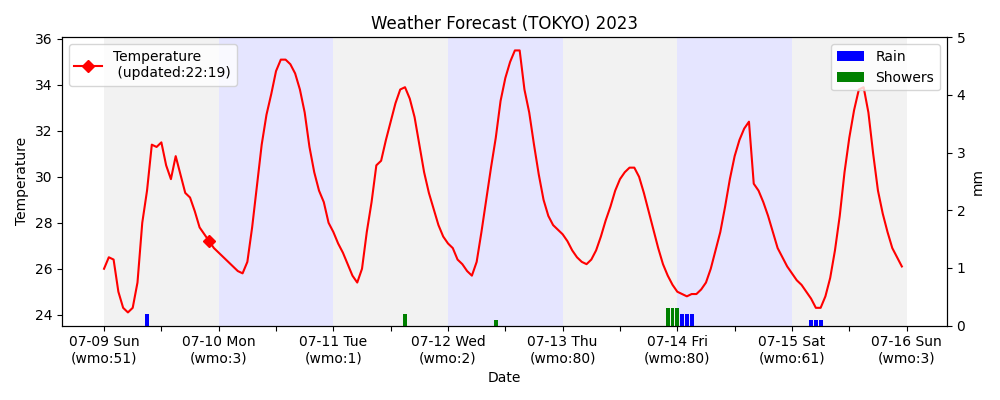 Weather Forecast (TOKYO) 2023
Temperature
(updated:22:19)
Rain
Showers
36
34
32
30
28
26
24
Temperature
5
4
3
2
1
0
mm
07-09 Sun
(wmo:51)
07-10 Mon
(wmo:3)
07-11 Tue
(wmo:1)
07-12 Wed
(wmo:2)
07-13 Thu
(wmo:80)
07-14 Fri
(wmo:80)
07-15 Sat
(wmo:61)
07-16 Sun
(wmo:3)
Date